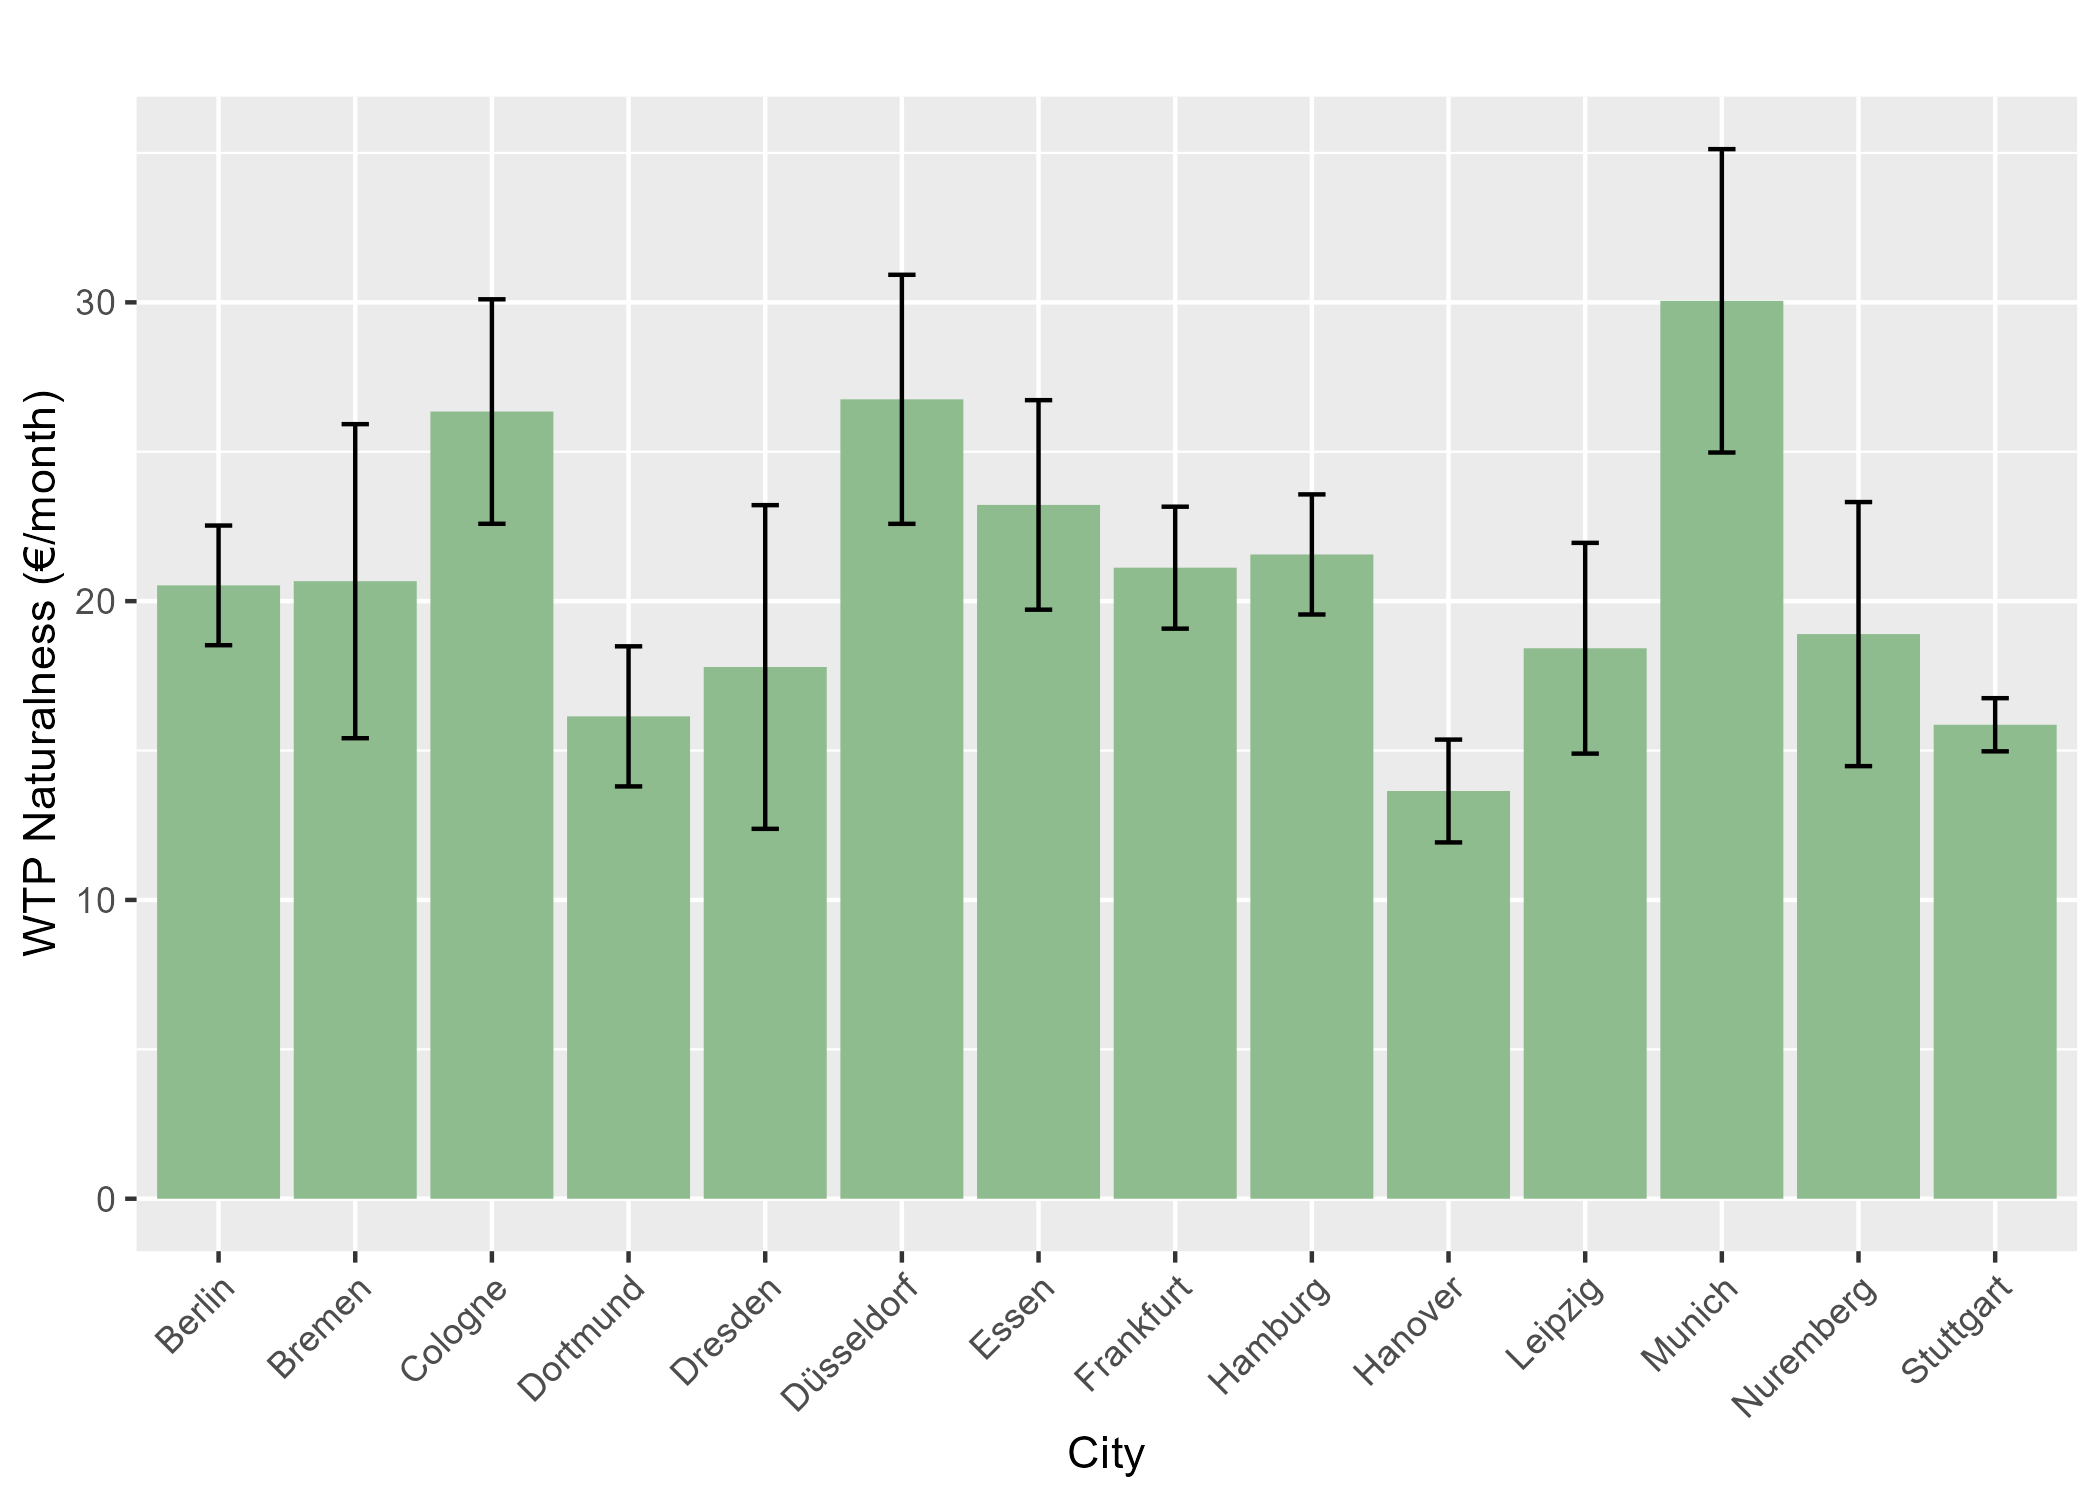 WTP Naturalness (€/month)
30
20
10
0
Berlin
Bremen
Cologne
Dortmund
Dresden
Düsseldorf
Essen
Frankfurt
Hamburg
Hanover
Leipzig
Munich
Nuremberg
Stuttgart
City